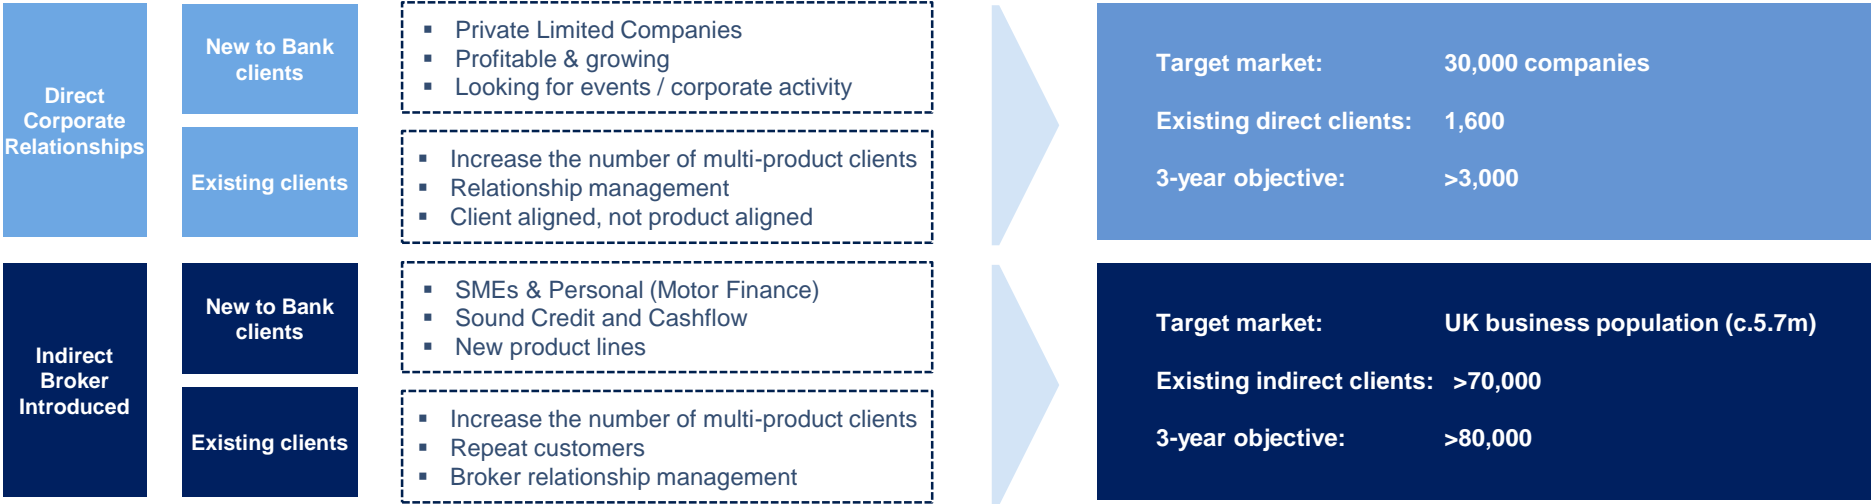 Direct
Corporate
Relationships
New to Bank
clients
▪ Private Limited Companies
▪ Profitable & growing
▪ Looking for events / corporate activity
Existing clients
▪ Increase the number of multi-product clients
▪ Relationship management
▪ Client aligned, not product aligned
Target market: 30,000 companies
Existing direct clients: 1,600
3-year objective: >3,000
Indirect
Broker
Introduced
New to Bank
clients
▪ SMEs & Personal (Motor Finance)
▪ Sound Credit and Cashflow
▪ New product lines
Existing clients
▪ Increase the number of multi-product clients
▪ Repeat customers
▪ Broker relationship management
Target market: UK business population (c.5.7m)
Existing indirect clients: >70,000
3-year objective: >80,000